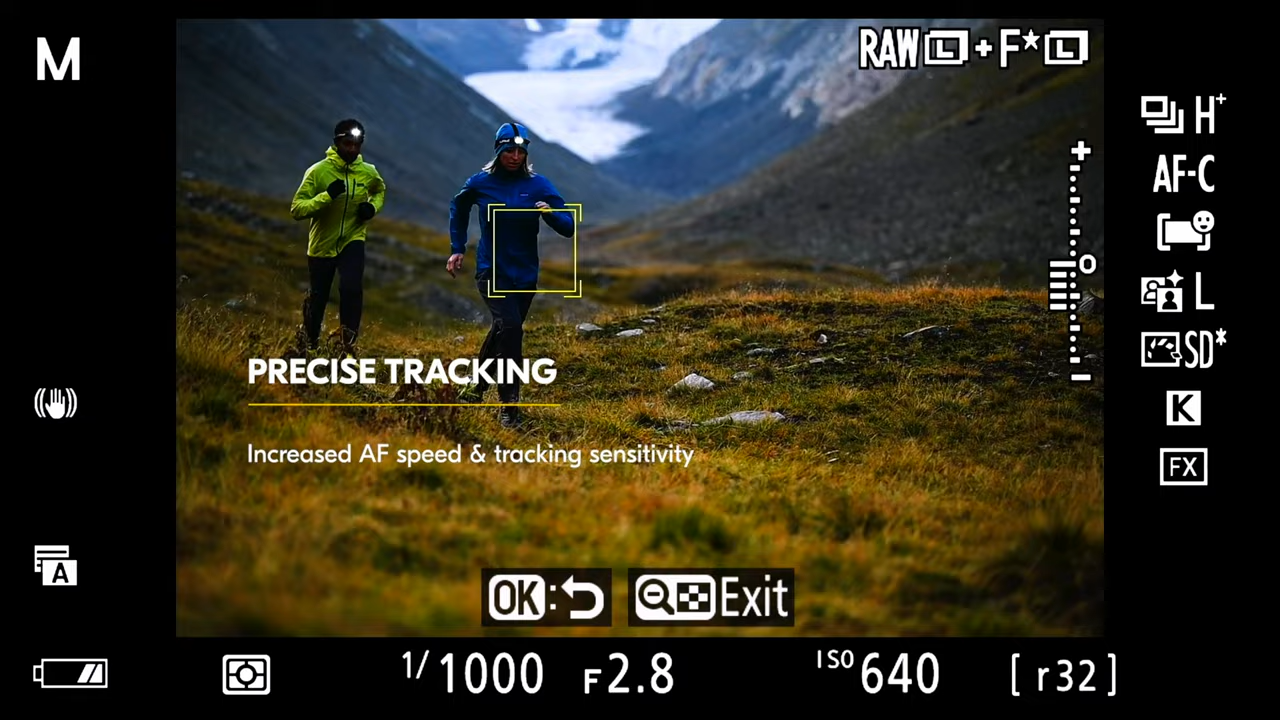 M
RAW L + F★ L
H+
AF-C
L
SD*
K
FX
PRECISE TRACKING
Increased AF speed & tracking sensitivity
A
OK: Exit
1/1000 F2.8 ISO 640 [ r32 ]